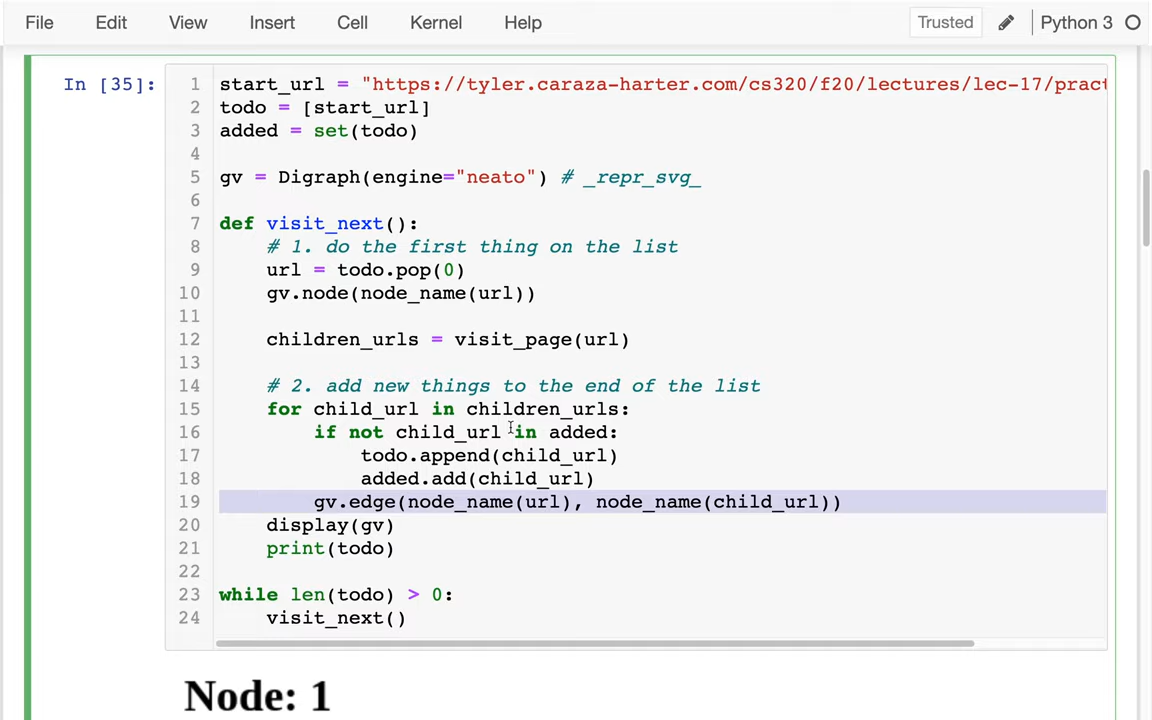 File Edit View Insert Cell Kernel Help Trusted Python 3
In [35]:
1 start_url = "https://tyler.caraza-harter.com/cs320/f20/lectures/lec-17/pract
2 todo = [start_url]
3 added = set(todo)
4
5 gv = Digraph(engine="neato") # _repr_svg_
6
7 def visit_next():
8     # 1. do the first thing on the list
9     url = todo.pop(0)
10     gv.node(node_name(url))
11
12     children_urls = visit_page(url)
13
14     # 2. add new things to the end of the list
15     for child_url in children_urls:
16         if not child_url in added:
17             todo.append(child_url)
18             added.add(child_url)
19         gv.edge(node_name(url), node_name(child_url))
20     display(gv)
21     print(todo)
22
23 while len(todo) > 0:
24     visit_next()
Node: 1